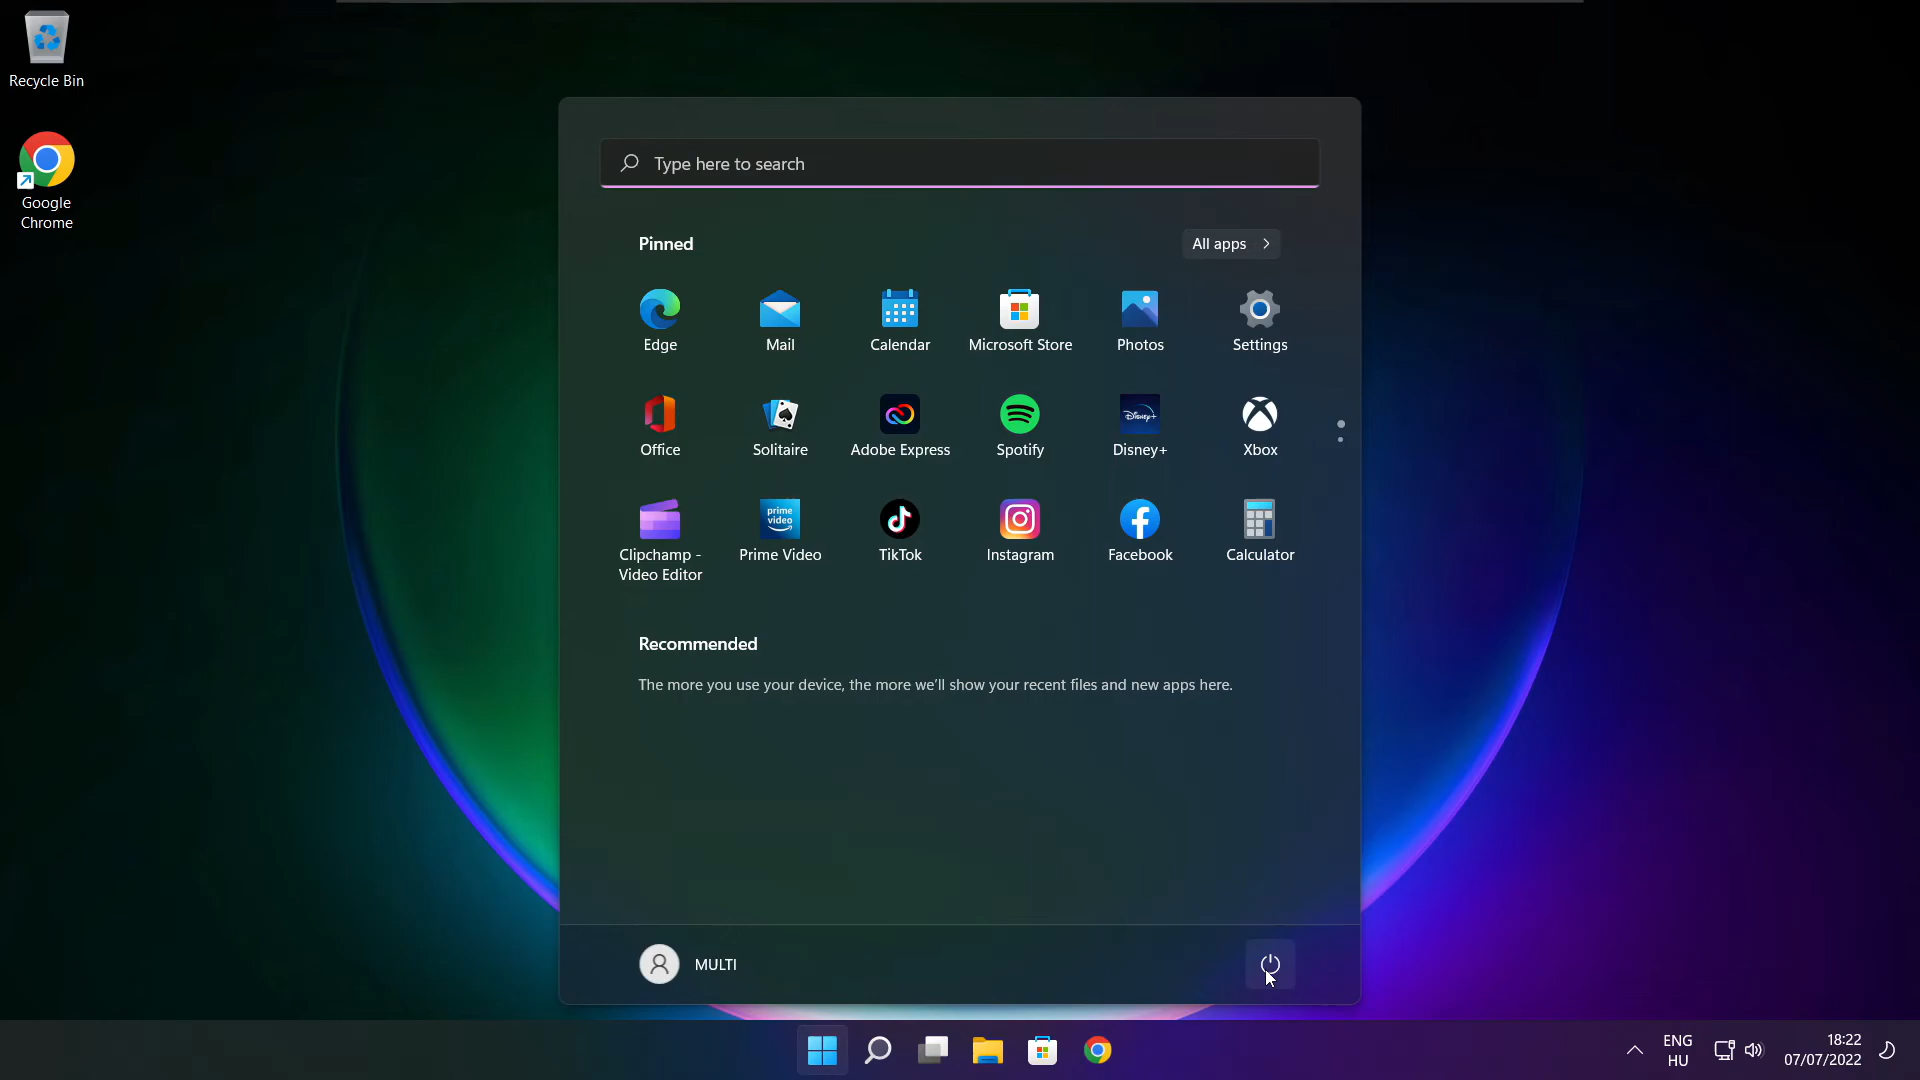 Recycle Bin
Google
Chrome
Type here to search
Pinned
All apps
Edge
Mail
Calendar
Microsoft Store
Photos
Settings
Office
Solitaire
Adobe Express
Spotify
Disney+
Disney+
Xbox
prime
video
Clipchamp -
Video Editor
Prime Video
TikTok
Instagram
Facebook
Calculator
Recommended
The more you use your device, the more we'll show your recent files and new apps here.
MULTI
ENG
HU
18:22
07/07/2022